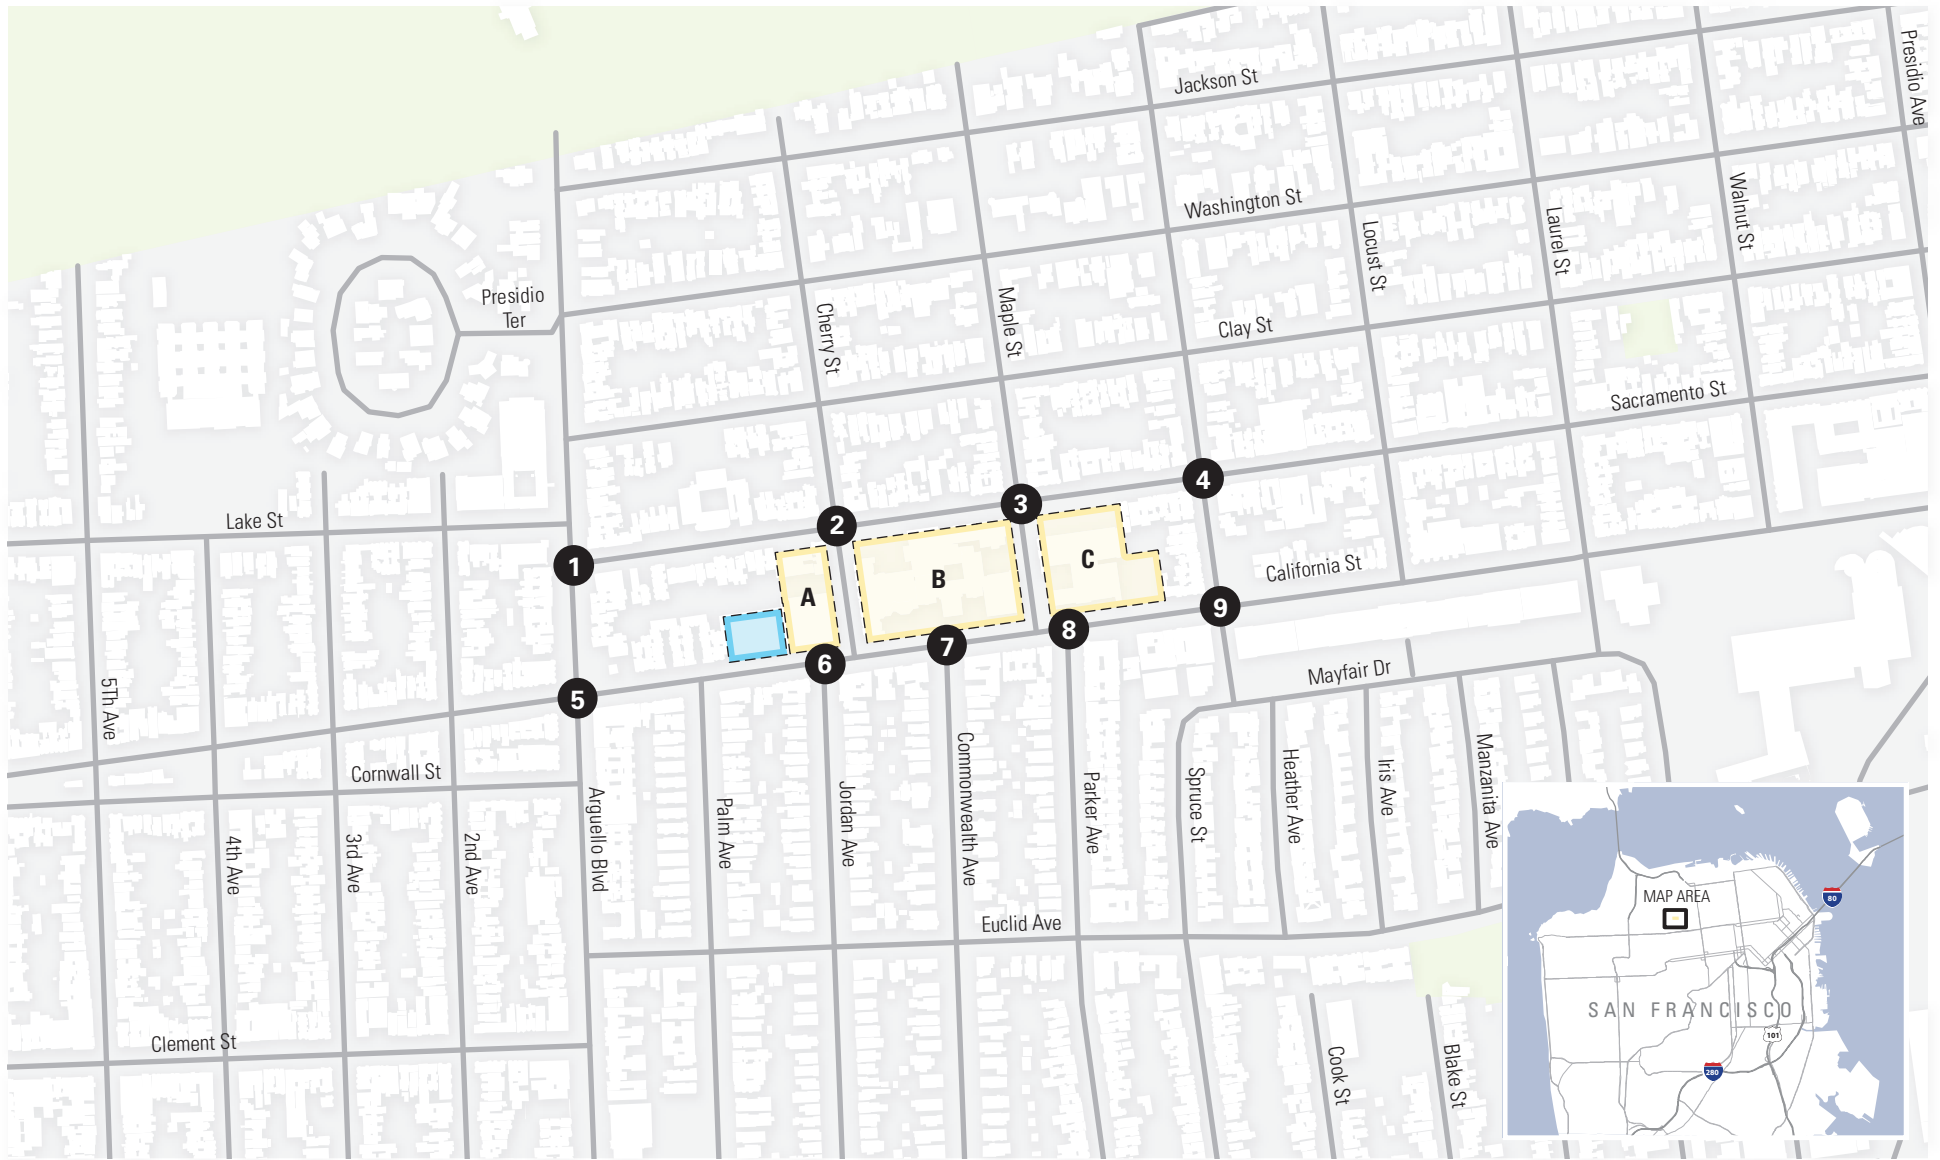 Presidio Ave
Jackson St
Washington St
Walnut St
Laurel St
Locust St
Presidio
Ter
Maple St
Cherry St
Clay St
Sacramento St
4
3
2
Lake St
1
C
B
A
California St
9
8
7
6
5
Mayfair Dr
5Th Ave
Cornwall St
Commonwealth Ave
Manzanita Ave
Heather Ave
Iris Ave
Spruce St
Parker Ave
Jordan Ave
Palm Ave
Arguello Blvd
2nd Ave
3rd Ave
4th Ave
Euclid Ave
MAP AREA
80
SAN FRANCISCO
101
280
Clement St
Cook St
Blake St